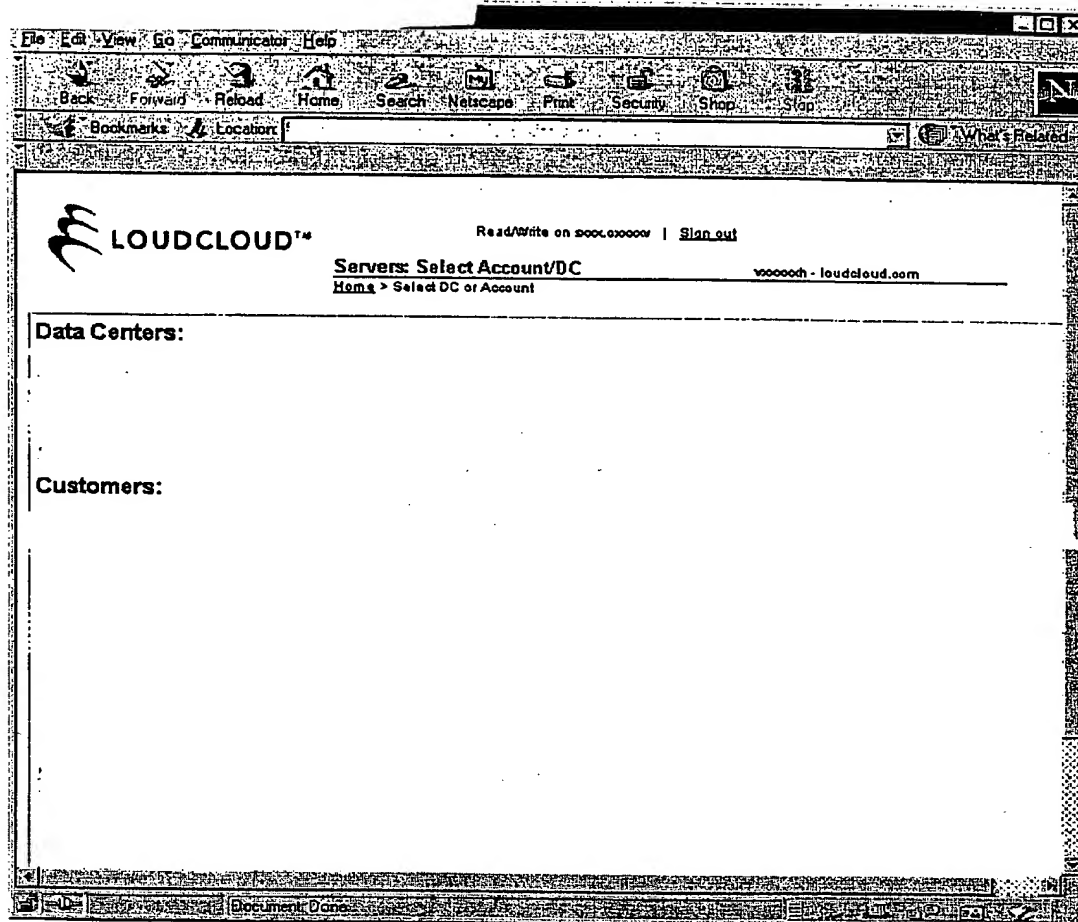 File Edit View Go Communicator Help
Back Forward Reload Home Search Netscape Print Security Shop Stop
Bookmarks Location: What's Related
LOUDCLOUD™
Read/Write on | Sign out
Servers: Select Account/DC
- loudcloud.com
Home > Select DC or Account
Data Centers:
Customers:
Document: Done